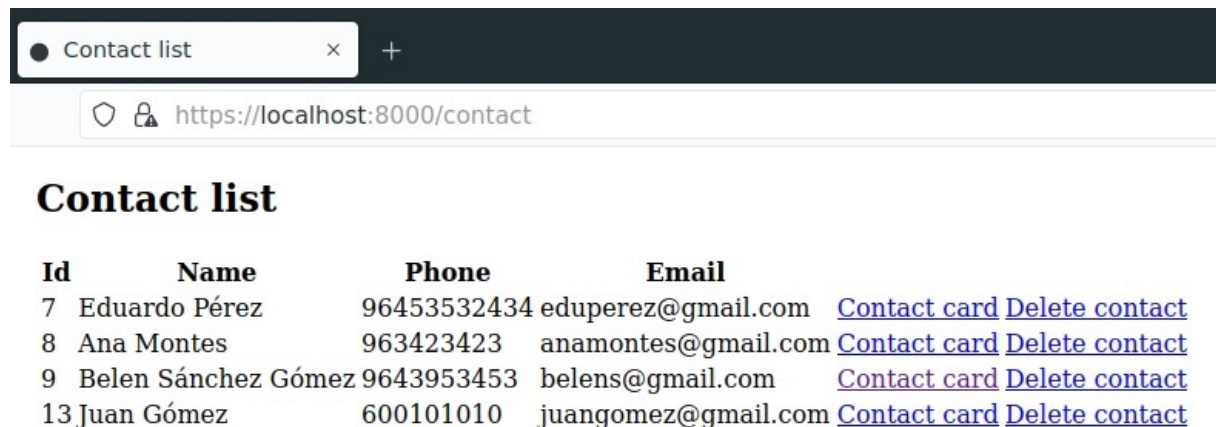 Contact list × +
https://localhost:8000/contact
Contact list
Id Name Phone Email
7 Eduardo Pérez 96453532434 eduperez@gmail.com Contact card Delete contact
8 Ana Montes 963423423 anamontes@gmail.com Contact card Delete contact
9 Belen Sánchez Gómez 9643953453 belens@gmail.com Contact card Delete contact
13 Juan Gómez 600101010 juangomez@gmail.com Contact card Delete contact